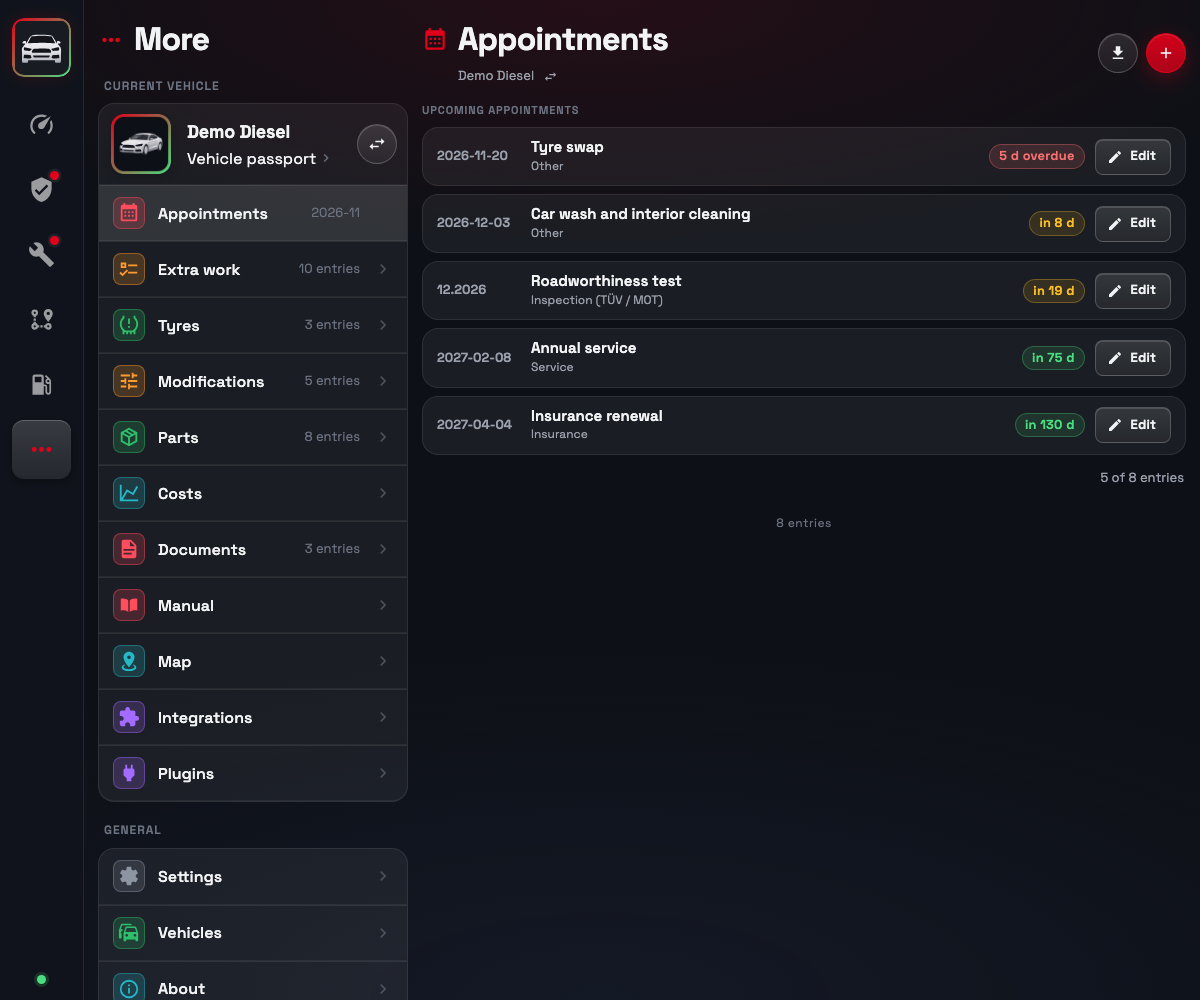 More
CURRENT VEHICLE
Demo Diesel
Vehicle passport
Appointments 2026-11
Extra work 10 entries
Tyres 3 entries
Modifications 5 entries
Parts 8 entries
Costs
Documents 3 entries
Manual
Map
Integrations
Plugins
GENERAL
Settings
Vehicles
About
Appointments
Demo Diesel
UPCOMING APPOINTMENTS
2026-11-20 Tyre swap 5 d overdue Edit
Other
2026-12-03 Car wash and interior cleaning in 8 d Edit
Other
12.2026 Roadworthiness test in 19 d Edit
Inspection (TÜV / MOT)
2027-02-08 Annual service in 75 d Edit
Service
2027-04-04 Insurance renewal in 130 d Edit
Insurance
5 of 8 entries
8 entries